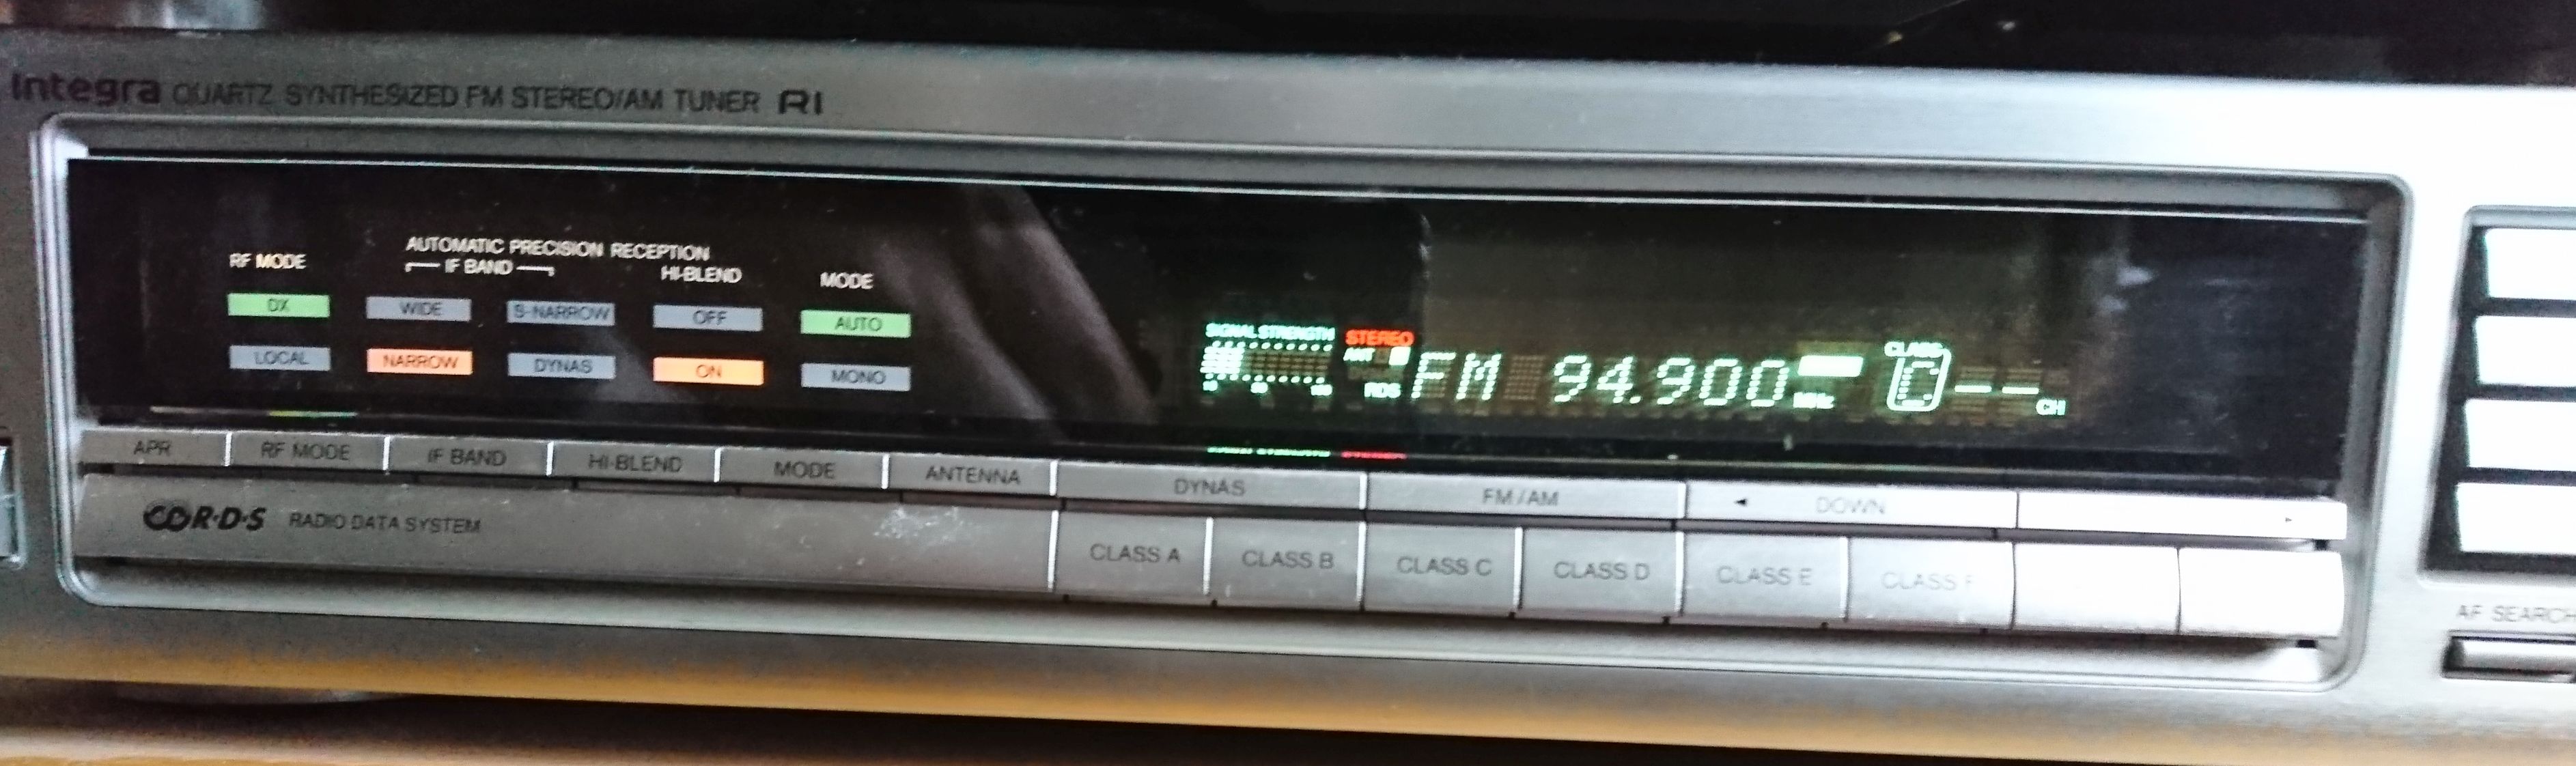 Integra QUARTZ SYNTHESIZED FM STEREO/AM TUNER RI
AUTOMATIC PRECISION RECEPTION
RF MODE IF BAND HI-BLEND MODE
DX WIDE S-NARROW OFF AUTO
LOCAL NARROW DYNAS ON MONO
SIGNAL STRENGTH STEREO CLASS
ANT
RDS FM 94.900 MHz C -- CH
APR RF MODE IF BAND HI-BLEND MODE ANTENNA DYNAS FM/AM ◄ DOWN ►
R·D·S RADIO DATA SYSTEM
CLASS A CLASS B CLASS C CLASS D CLASS E CLASS F
AF SEARCH